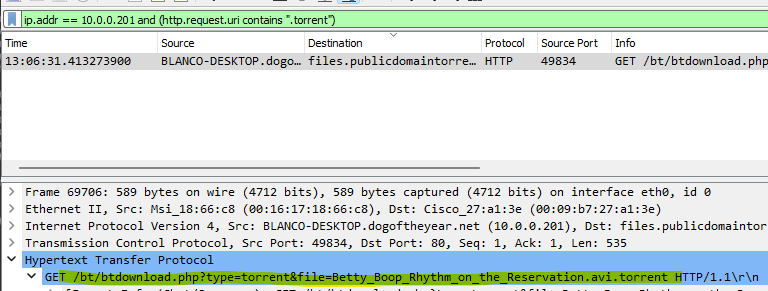 ip.addr == 10.0.0.201 and (http.request.uri contains ".torrent")
Time Source Destination Protocol Source Port Info
13:06:31.413273900 BLANCO-DESKTOP.dogo… files.publicdomaintorre… HTTP 49834 GET /bt/btdownload.php
Frame 69706: 589 bytes on wire (4712 bits), 589 bytes captured (4712 bits) on interface eth0, id 0
Ethernet II, Src: Msi_18:66:c8 (00:16:17:18:66:c8), Dst: Cisco_27:a1:3e (00:09:b7:27:a1:3e)
Internet Protocol Version 4, Src: BLANCO-DESKTOP.dogoftheyear.net (10.0.0.201), Dst: files.publicdomainto
Transmission Control Protocol, Src Port: 49834, Dst Port: 80, Seq: 1, Ack: 1, Len: 535
Hypertext Transfer Protocol
GET /bt/btdownload.php?type=torrent&file=Betty_Boop_Rhythm_on_the_Reservation.avi.torrent HTTP/1.1\r\n